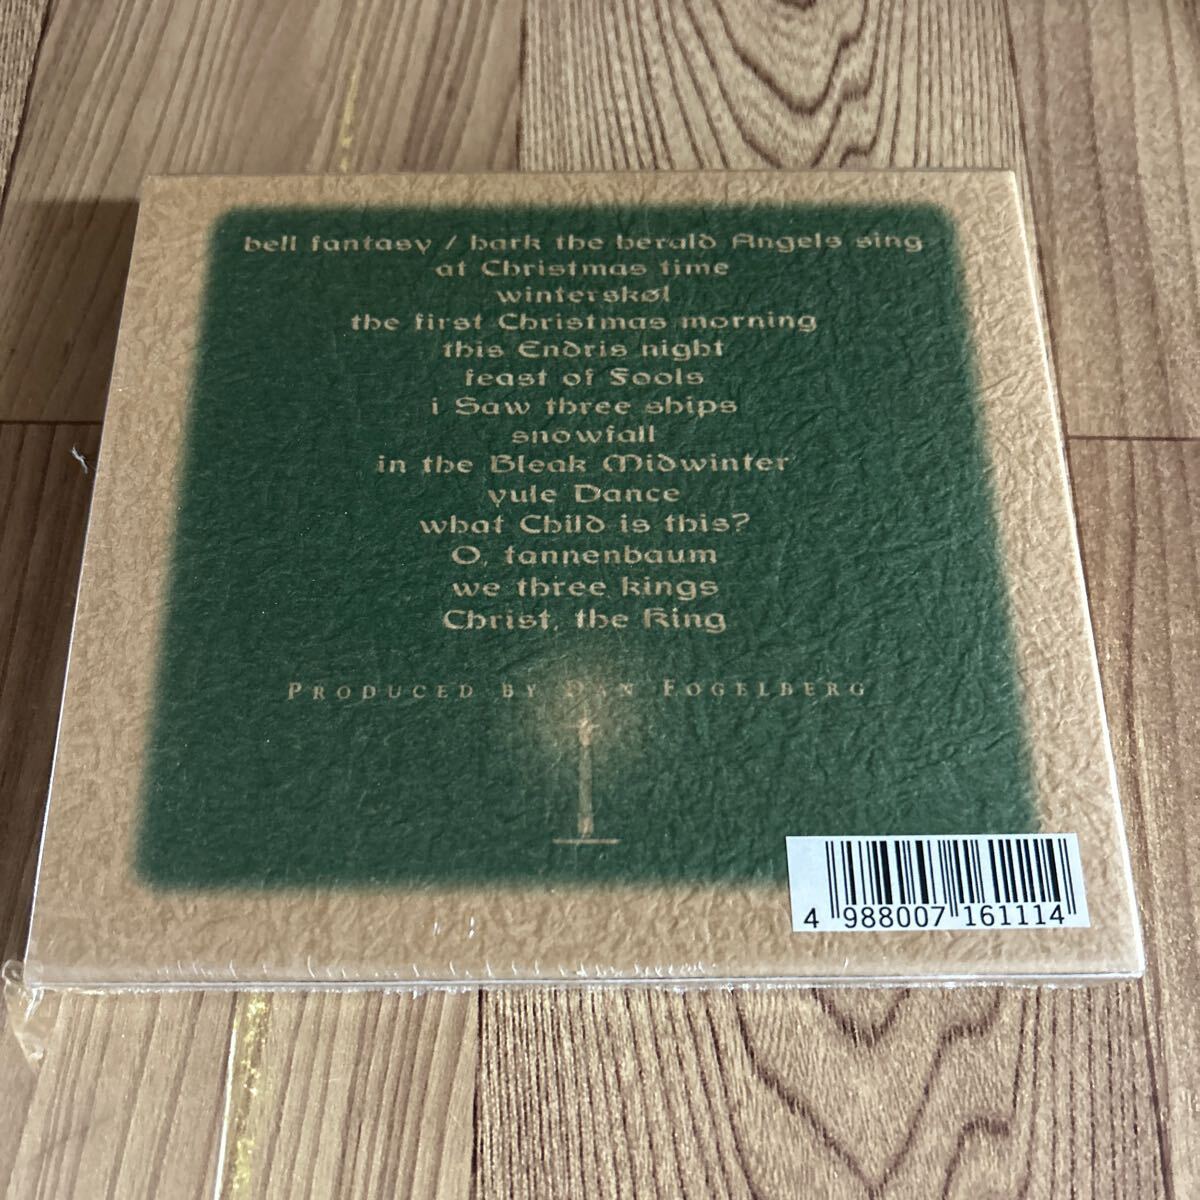 bell fantasy / hark the herald Angels sing
at Christmas time
winterskøl
the first Christmas morning
this Endris night
feast of Fools
i Saw three ships
snowfall
in the Bleak Midwinter
yule Dance
what Child is this?
O, tannenbaum
we three kings
Christ, the King
PRODUCED BY DAN FOGELBERG
4 988007 161114